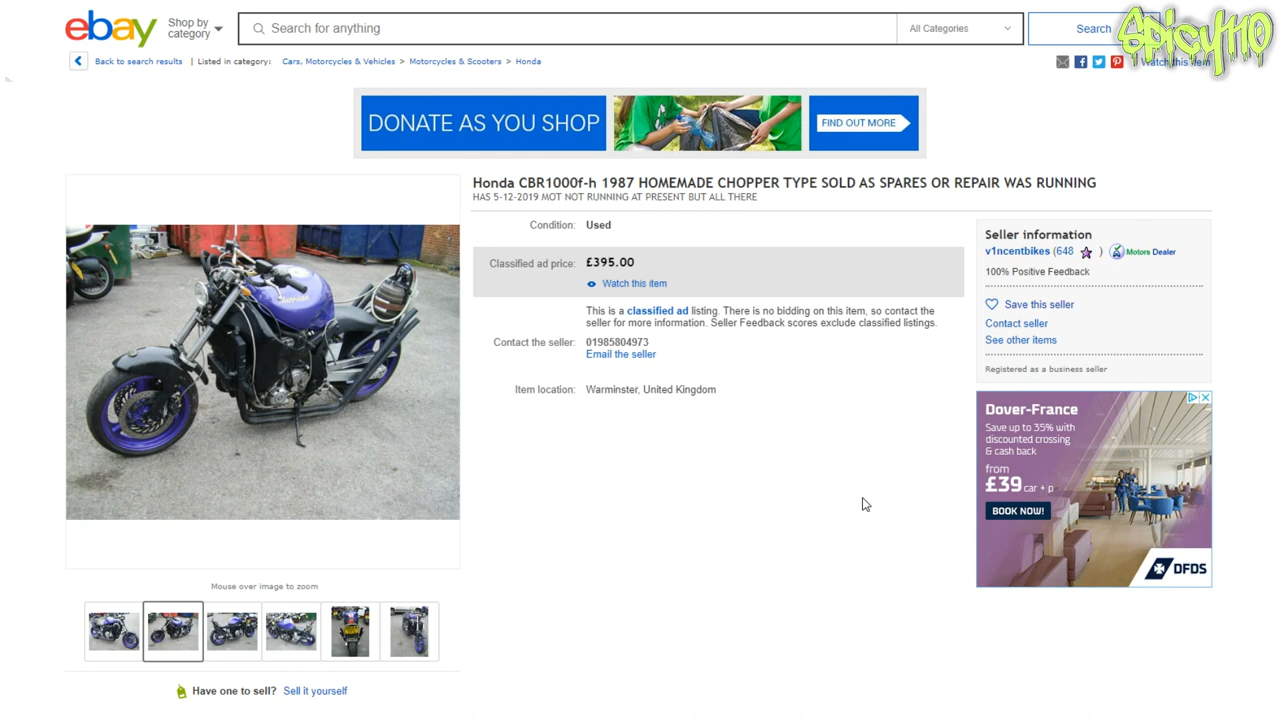 ebay
Shop by
category
Search for anything
All Categories
Search
Spicy110
Back to search results | Listed in category: Cars, Motorcycles & Vehicles > Motorcycles & Scooters > Honda
Watch this item
DONATE AS YOU SHOP
FIND OUT MORE
Honda CBR1000f-h 1987 HOMEMADE CHOPPER TYPE SOLD AS SPARES OR REPAIR WAS RUNNING
HAS 5-12-2019 MOT NOT RUNNING AT PRESENT BUT ALL THERE
Condition: Used
Classified ad price: £395.00
Watch this item
This is a classified ad listing. There is no bidding on this item, so contact the
seller for more information. Seller Feedback scores exclude classified listings.
Contact the seller: 01985804973
Email the seller
Item location: Warminster, United Kingdom
Seller information
v1ncentbikes (648 ) Motors Dealer
100% Positive Feedback
Save this seller
Contact seller
See other items
Registered as a business seller
Dover-France
Save up to 35% with
discounted crossing
& cash back
from
£39 car + p
BOOK NOW!
DFDS
Mouse over image to zoom
Have one to sell? Sell it yourself